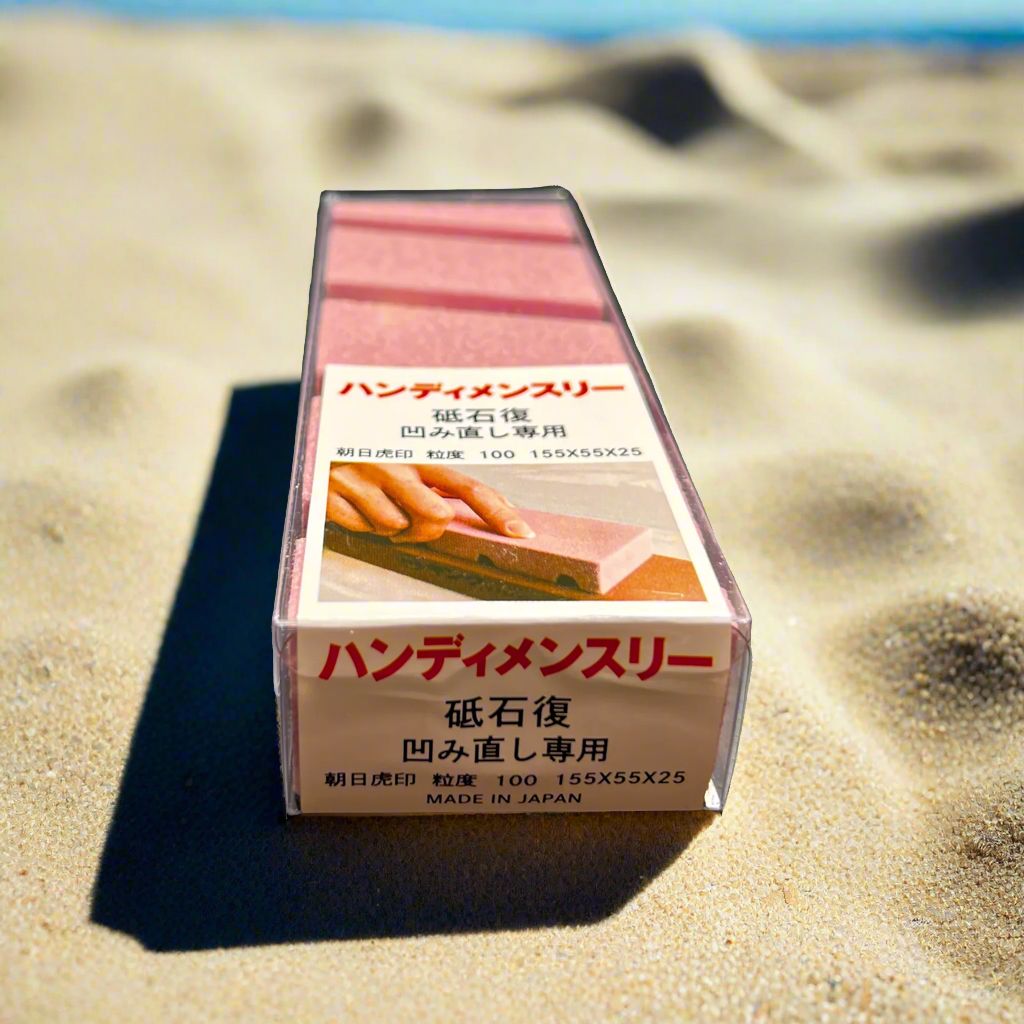 ハンディメンスリー
砥石復
凹み直し専用
朝日虎印 粒度 100 155X55X25
ハンディメンスリー
砥石復
凹み直し専用
朝日虎印 粒度 100 155X55X25
MADE IN JAPAN